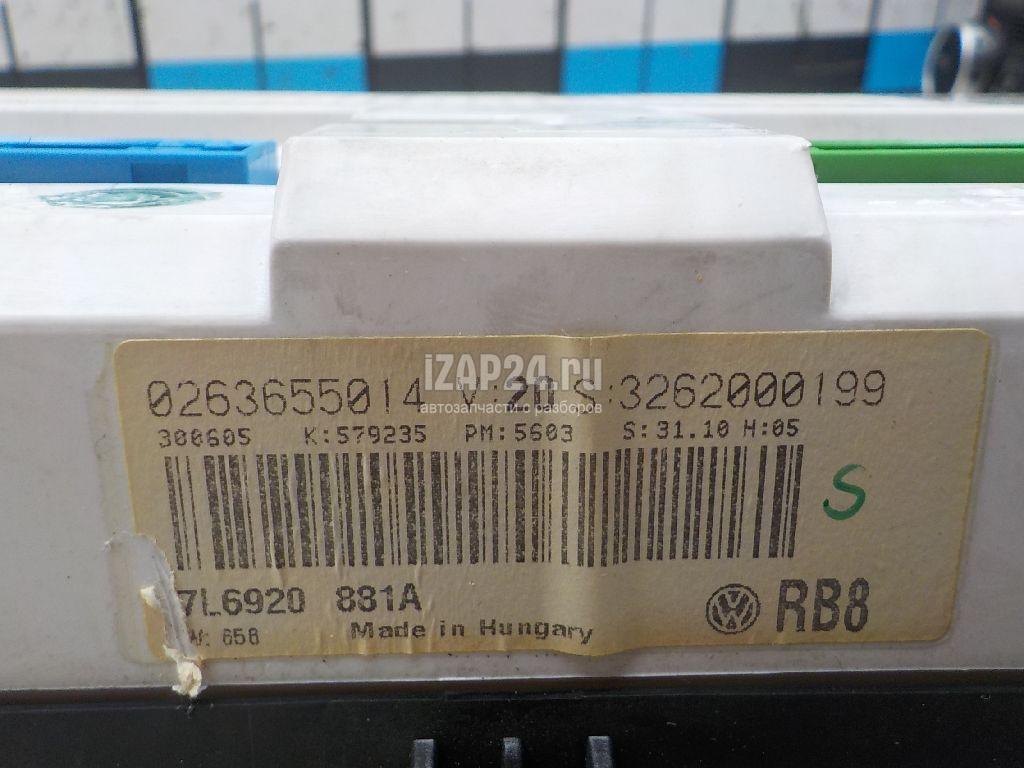 iZAP24.ru
автозапчасти с разборов
0263655014 V:20 S:3262000199
300605 K:579235 PM:5603 S:31.10 H:05
S
7L6920 881A
RB8
W: 658 Made in Hungary